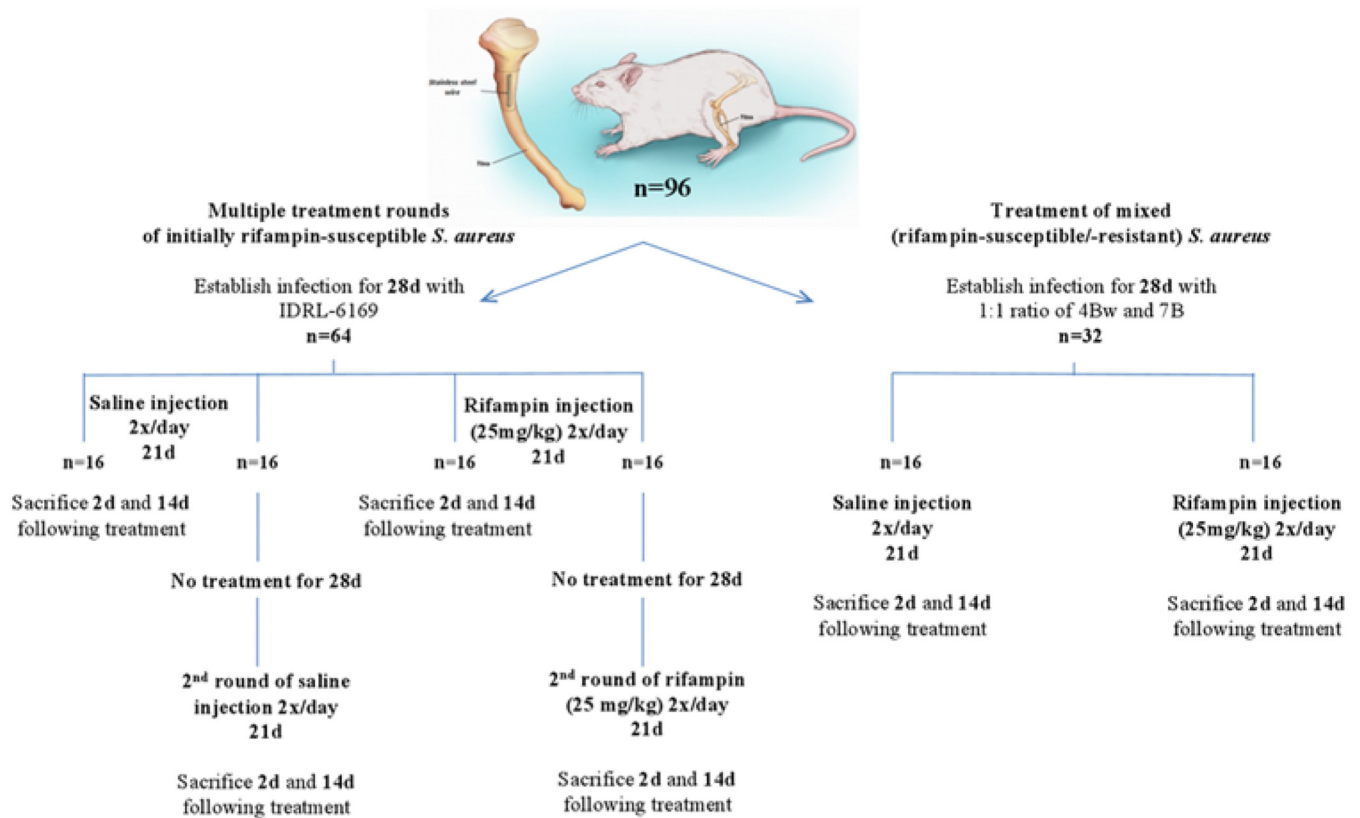 Stainless steel
wire
Tibia
Tibia
n=96
Multiple treatment rounds
of initially rifampin-susceptible S. aureus
Establish infection for 28d with
IDRL-6169
n=64
Saline injection
2x/day
21d
n=16
n=16
Rifampin injection
(25mg/kg) 2x/day
21d
n=16
n=16
Sacrifice 2d and 14d
following treatment
Sacrifice 2d and 14d
following treatment
No treatment for 28d
No treatment for 28d
2nd round of saline
injection 2x/day
21d
2nd round of rifampin
(25 mg/kg) 2x/day
21d
Sacrifice 2d and 14d
following treatment
Sacrifice 2d and 14d
following treatment
Treatment of mixed
(rifampin-susceptible/-resistant) S. aureus
Establish infection for 28d with
1:1 ratio of 4Bw and 7B
n=32
n=16
n=16
Saline injection
2x/day
21d
Rifampin injection
(25mg/kg) 2x/day
21d
Sacrifice 2d and 14d
following treatment
Sacrifice 2d and 14d
following treatment